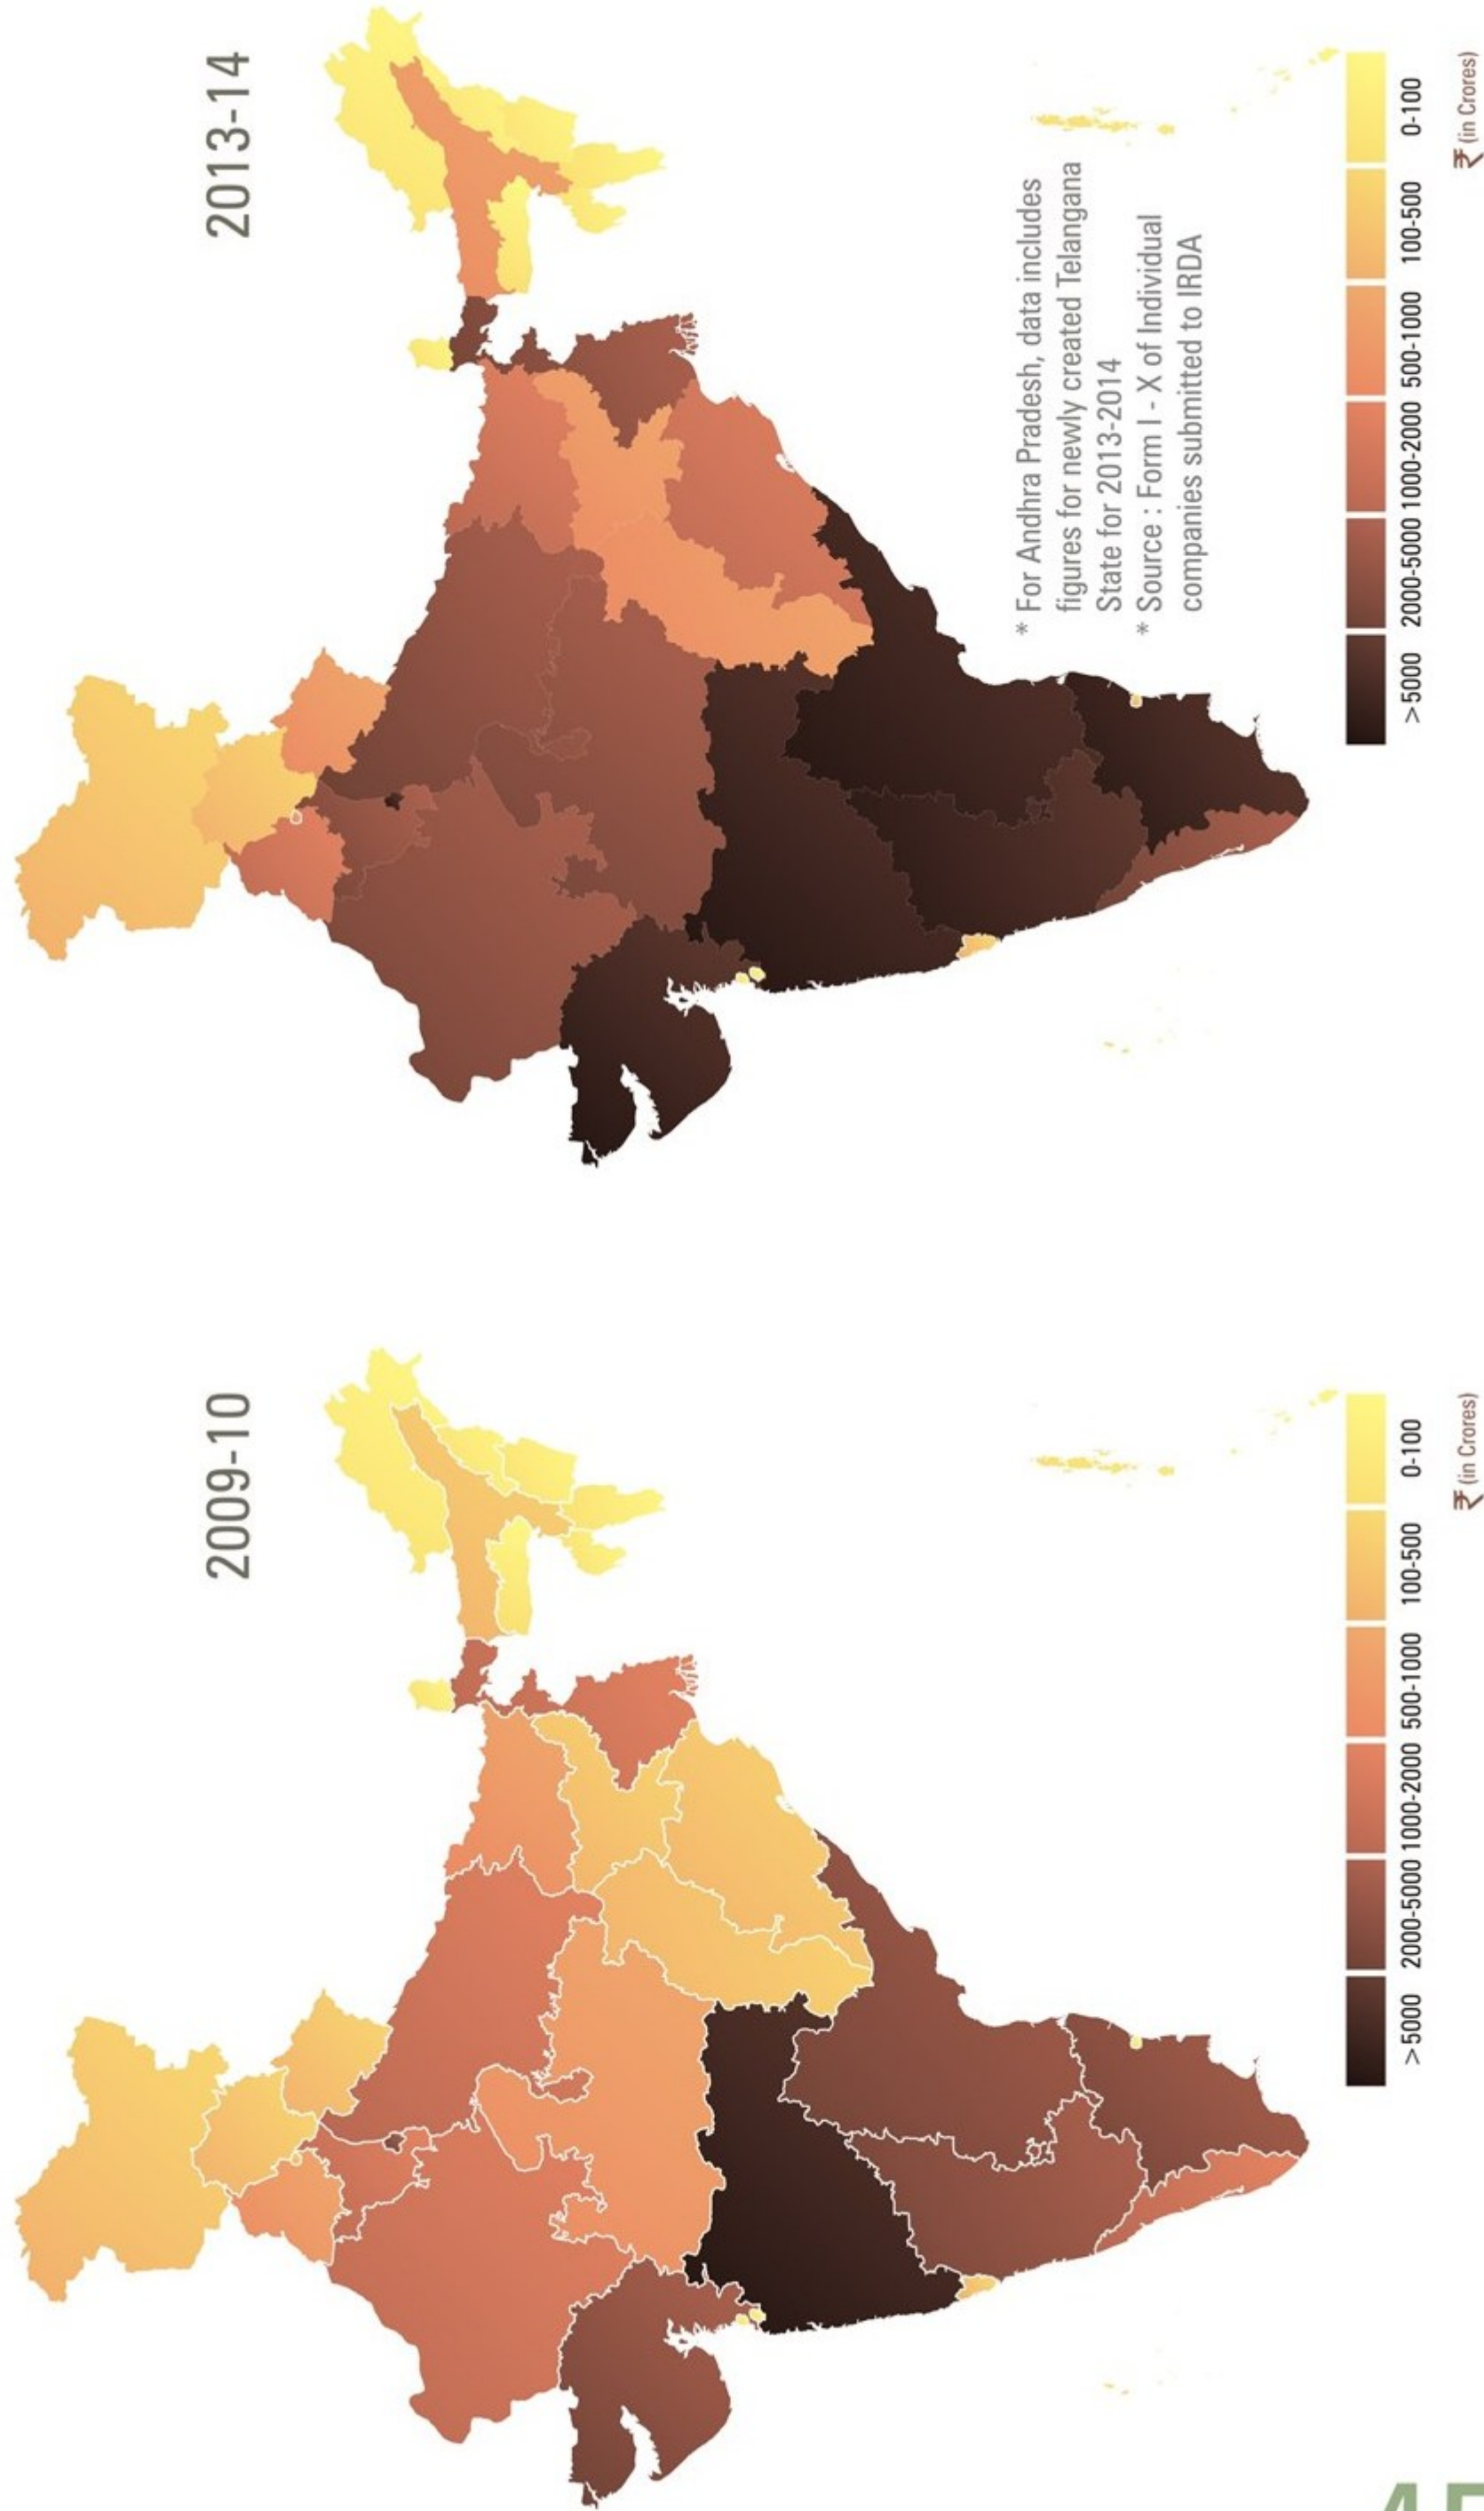 2009-10
>5000 2000-5000 1000-2000 500-1000 100-500 0-100
₹ (in Crores)
2013-14
* For Andhra Pradesh, data includes
figures for newly created Telangana
State for 2013-2014
* Source : Form I - X of Individual
companies submitted to IRDA
>5000 2000-5000 1000-2000 500-1000 100-500 0-100
₹ (in Crores)